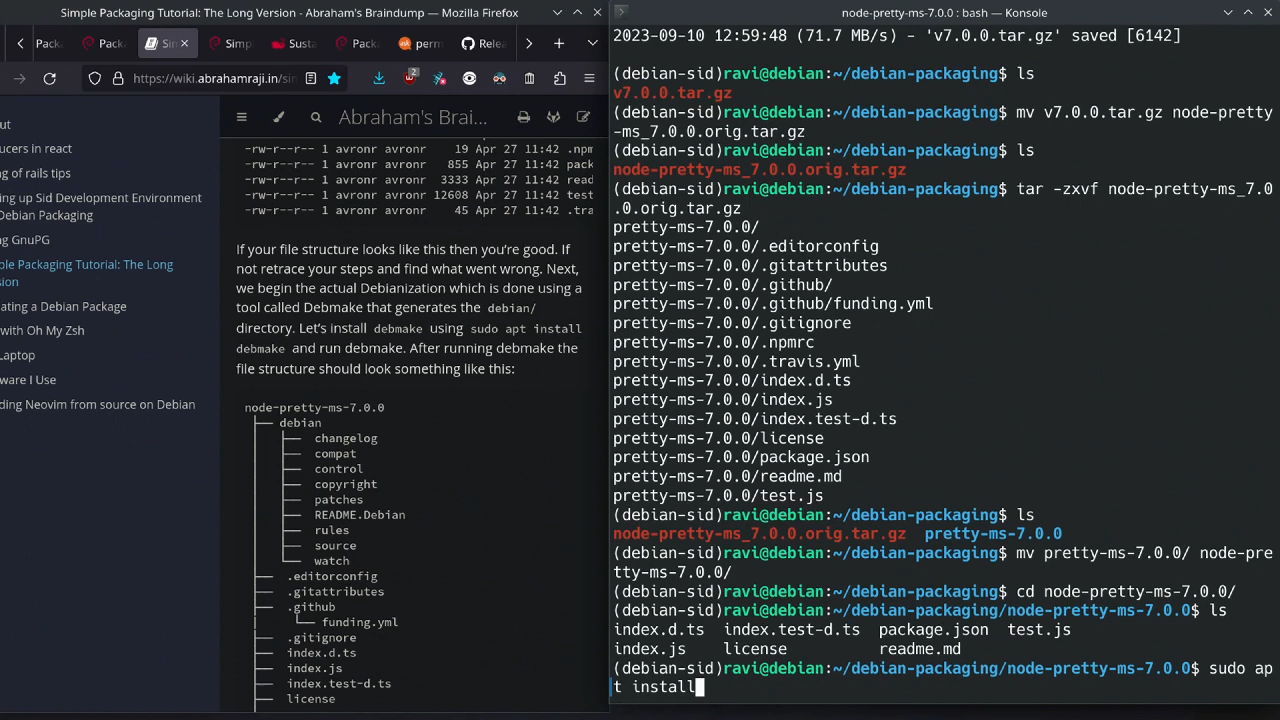 Simple Packaging Tutorial: The Long Version - Abraham's Braindump — Mozilla Firefox
Packa
Packa
Sim
Simp
Susta
Packa
perm
Relea
https://wiki.abrahamraji.in/sim
2
ut
ucers in react
ng of rails tips
ing up Sid Development Environment
Debian Packaging
ng GnuPG
ple Packaging Tutorial: The Long
sion
ating a Debian Package
with Oh My Zsh
Laptop
ware I Use
ding Neovim from source on Debian
Abraham's Brai...
-rw-r--r-- 1 avronr avronr 19 Apr 27 11:42 .npm
-rw-r--r-- 1 avronr avronr 855 Apr 27 11:42 pack
-rw-r--r-- 1 avronr avronr 3333 Apr 27 11:42 read
-rw-r--r-- 1 avronr avronr 12608 Apr 27 11:42 test
-rw-r--r-- 1 avronr avronr 45 Apr 27 11:42 .tra
If your file structure looks like this then you're good. If
not retrace your steps and find what went wrong. Next,
we begin the actual Debianization which is done using a
tool called Debmake that generates the debian/
directory. Let's install debmake using sudo apt install
debmake and run debmake. After running debmake the
file structure should look something like this:
node-pretty-ms-7.0.0
├── debian
│   ├── changelog
│   ├── compat
│   ├── control
│   ├── copyright
│   ├── patches
│   ├── README.Debian
│   ├── rules
│   ├── source
│   └── watch
├── .editorconfig
├── .gitattributes
├── .github
│   └── funding.yml
├── .gitignore
├── index.d.ts
├── index.js
├── index.test-d.ts
├── license
node-pretty-ms-7.0.0 : bash — Konsole
2023-09-10 12:59:48 (71.7 MB/s) - 'v7.0.0.tar.gz' saved [6142]
(debian-sid)ravi@debian:~/debian-packaging$ ls
v7.0.0.tar.gz
(debian-sid)ravi@debian:~/debian-packaging$ mv v7.0.0.tar.gz node-pretty
-ms_7.0.0.orig.tar.gz
(debian-sid)ravi@debian:~/debian-packaging$ ls
node-pretty-ms_7.0.0.orig.tar.gz
(debian-sid)ravi@debian:~/debian-packaging$ tar -zxvf node-pretty-ms_7.0
.0.orig.tar.gz
pretty-ms-7.0.0/
pretty-ms-7.0.0/.editorconfig
pretty-ms-7.0.0/.gitattributes
pretty-ms-7.0.0/.github/
pretty-ms-7.0.0/.github/funding.yml
pretty-ms-7.0.0/.gitignore
pretty-ms-7.0.0/.npmrc
pretty-ms-7.0.0/.travis.yml
pretty-ms-7.0.0/index.d.ts
pretty-ms-7.0.0/index.js
pretty-ms-7.0.0/index.test-d.ts
pretty-ms-7.0.0/license
pretty-ms-7.0.0/package.json
pretty-ms-7.0.0/readme.md
pretty-ms-7.0.0/test.js
(debian-sid)ravi@debian:~/debian-packaging$ ls
node-pretty-ms_7.0.0.orig.tar.gz pretty-ms-7.0.0
(debian-sid)ravi@debian:~/debian-packaging$ mv pretty-ms-7.0.0/ node-pre
tty-ms-7.0.0/
(debian-sid)ravi@debian:~/debian-packaging$ cd node-pretty-ms-7.0.0/
(debian-sid)ravi@debian:~/debian-packaging/node-pretty-ms-7.0.0$ ls
index.d.ts index.test-d.ts package.json test.js
index.js license readme.md
(debian-sid)ravi@debian:~/debian-packaging/node-pretty-ms-7.0.0$ sudo ap
t install